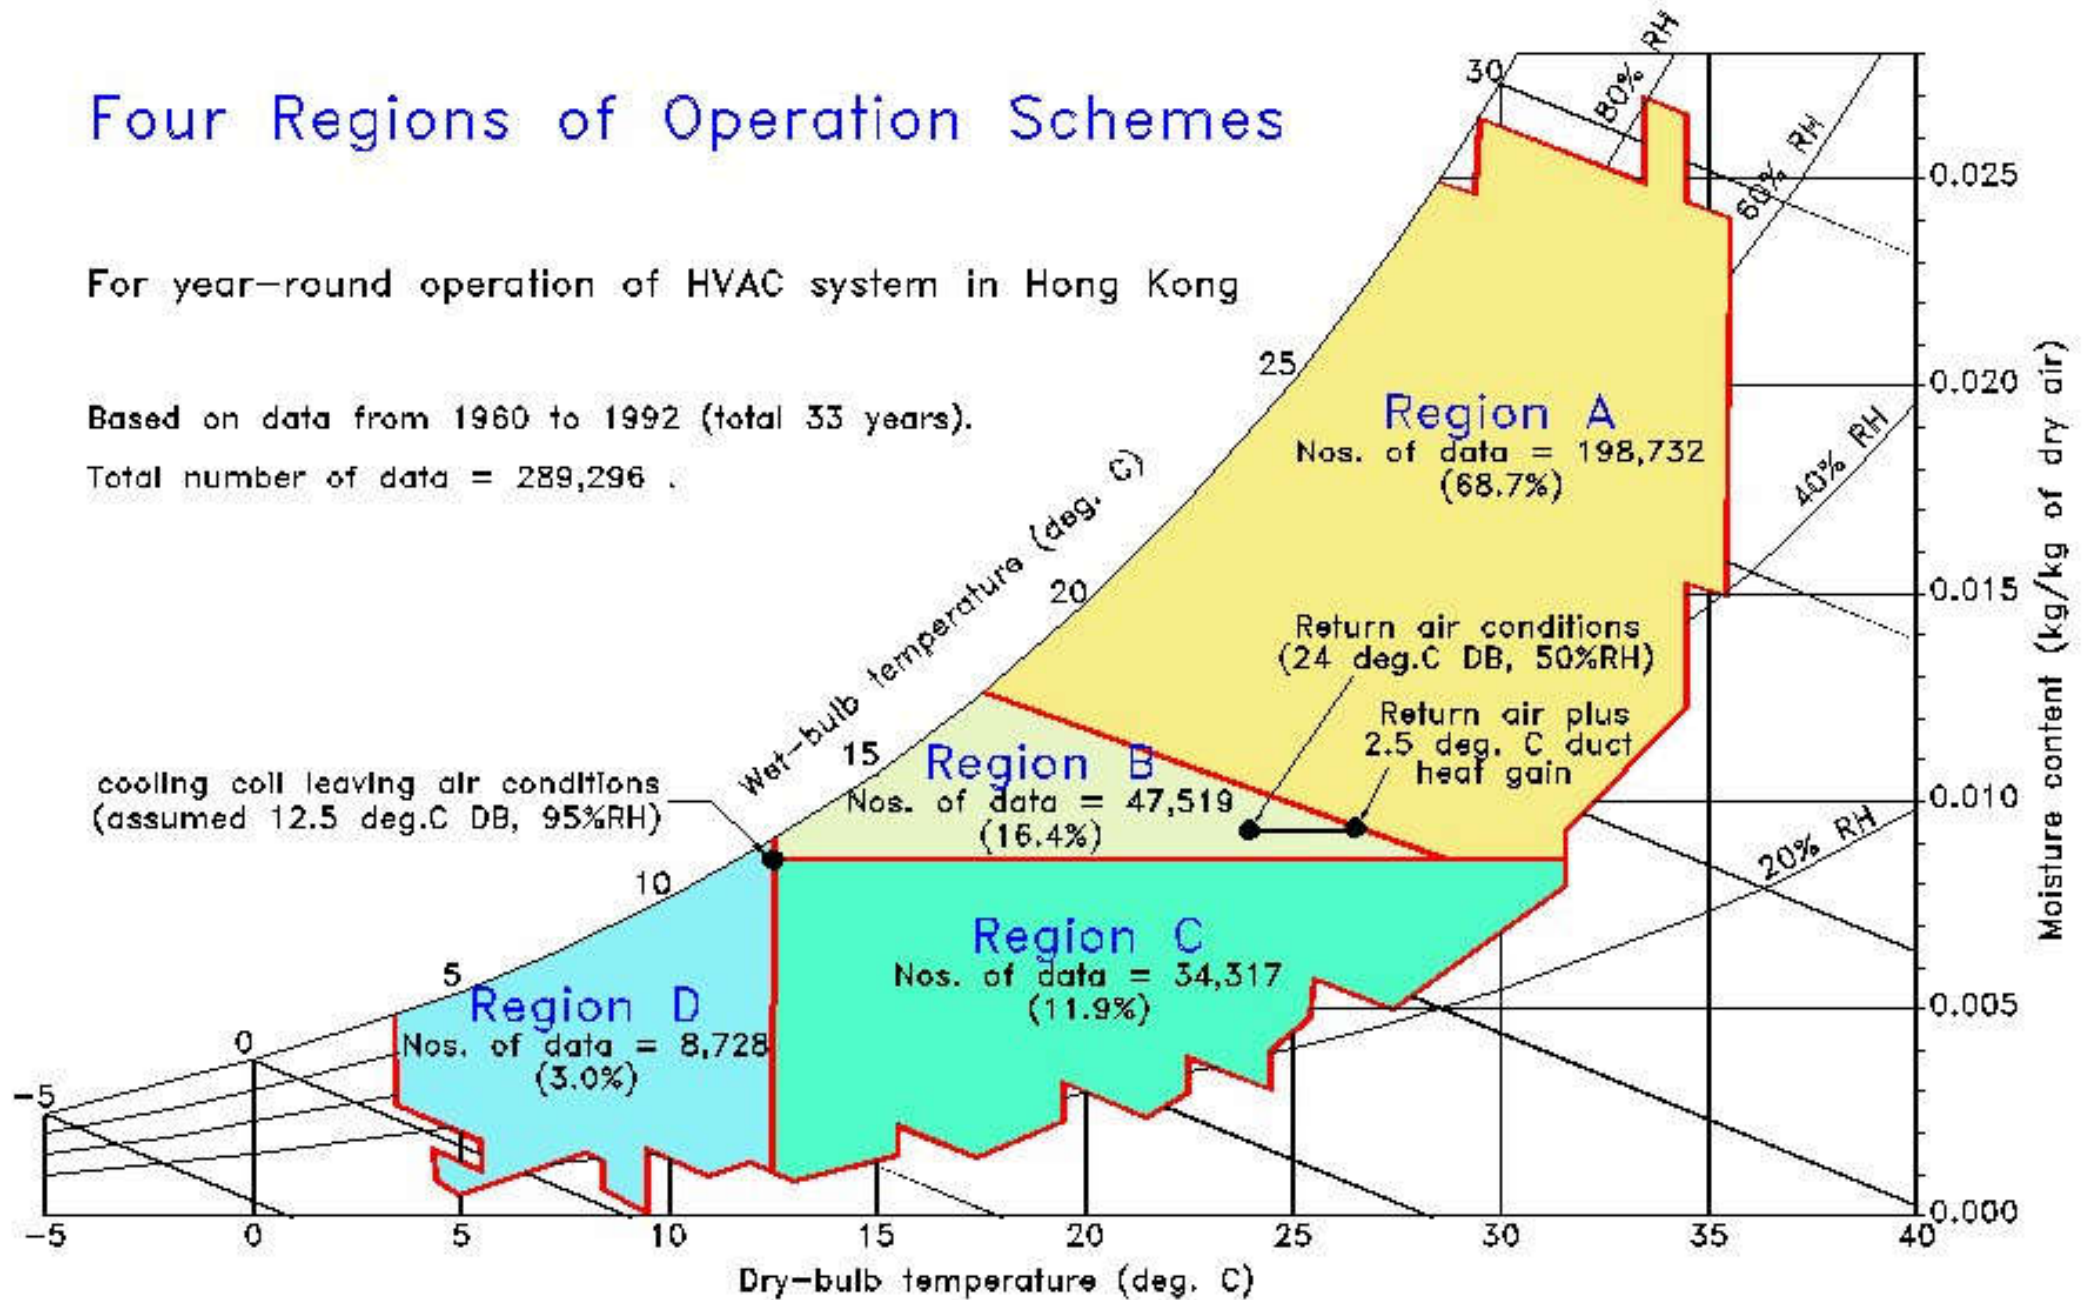 Four Regions of Operation Schemes
For year-round operation of HVAC system in Hong Kong
Based on data from 1960 to 1992 (total 33 years).
Total number of data = 289,296 .
80% RH
60% RH
40% RH
20% RH
Wet-bulb temperature (deg. C)
30
25
20
15
10
5
0
-5
Region A
Nos. of data = 198,732
(68.7%)
Return air conditions
(24 deg.C DB, 50%RH)
Return air plus
2.5 deg. C duct
heat gain
Region B
Nos. of data = 47,519
(16.4%)
cooling coil leaving air conditions
(assumed 12.5 deg.C DB, 95%RH)
Region C
Nos. of data = 34,317
(11.9%)
Region D
Nos. of data = 8,728
(3.0%)
0.025
0.020
0.015
0.010
0.005
0.000
Moisture content (kg/kg of dry air)
-5 0 5 10 15 20 25 30 35 40
Dry-bulb temperature (deg. C)